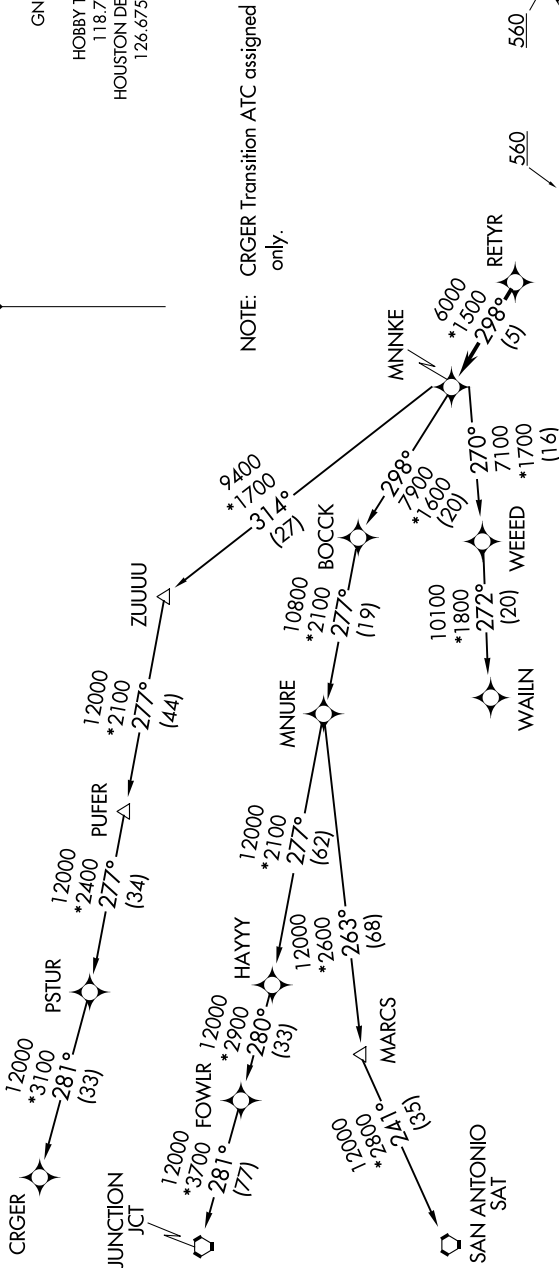 GN
HOBBY T
118.7
HOUSTON DE
126.675
NOTE: CRGER Transition ATC assigned
only.
560
560
RETYR
6000
*1500
298°
(5)
MNNKE
9400
*1700
314°
(27)
ZUUUU
12000
*2100
277°
(44)
PUFER
12000
*2400
277°
(34)
PSTUR
12000
*3100
281°
(33)
CRGER
298°
7900
*1600
(20)
BOCCK
10800
*2100
277°
(19)
MNURE
12000
*2100
277°
(62)
HAYYY
12000
*2900
280°
(33)
FOWLR
12000
*3700
281°
(77)
JUNCTION
JCT
12000
*2600
263°
(68)
MARCS
12000
*2800
241°
(35)
SAN ANTONIO
SAT
270°
7100
*1700
(16)
WEEED
10100
*1800
272°
(20)
WAILN